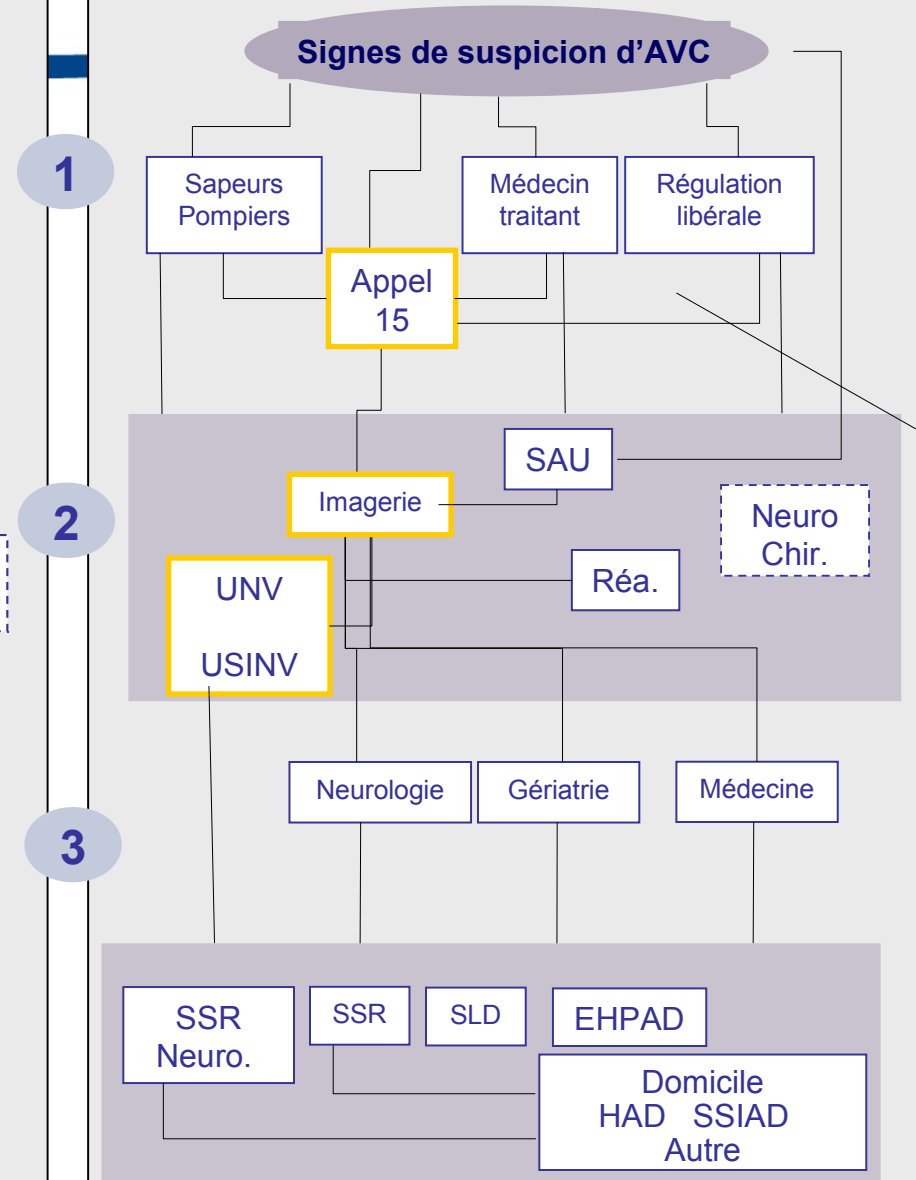 Signes de suspicion d'AVC
1
Sapeurs
Pompiers
Médecin
traitant
Régulation
libérale
Appel
15
2
SAU
Imagerie
Neuro
Chir.
Réa.
UNV
USINV
3
Neurologie
Gériatrie
Médecine
SSR
Neuro.
SSR
SLD
EHPAD
Domicile
HAD SSIAD
Autre